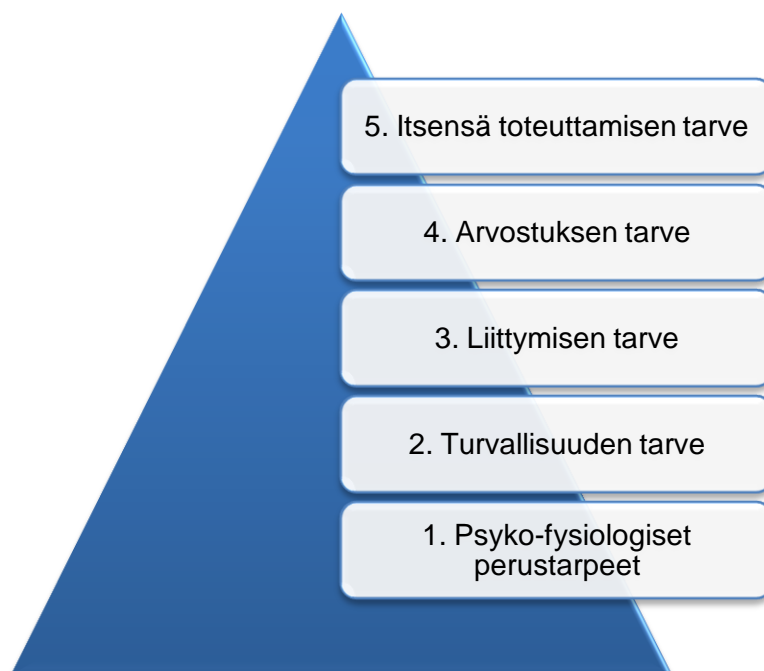 5. Itsensä toteuttamisen tarve
4. Arvostuksen tarve
3. Liittymisen tarve
2. Turvallisuuden tarve
1. Psyko-fysiologiset
perustarpeet